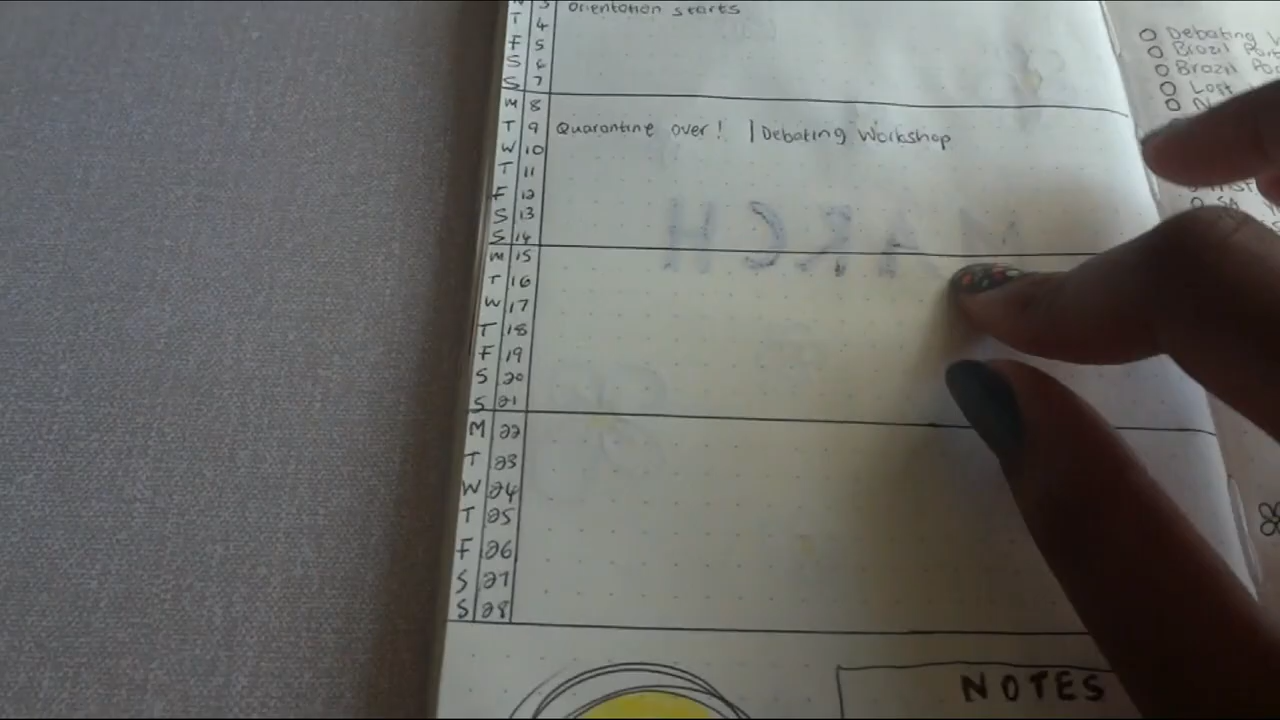 Orientation starts
T 4
F 5
S 6
S 7
M 8
T 9 Quarantine over! | Debating Workshop
W 10
T 11
F 12
S 13
S 14
M 15
T 16
W 17
T 18
F 19
S 20
S 21
M 22
T 23
W 24
T 25
F 26
S 27
S 28
MARCH
NOTES
Debating
Brazil
Brazil
Lost